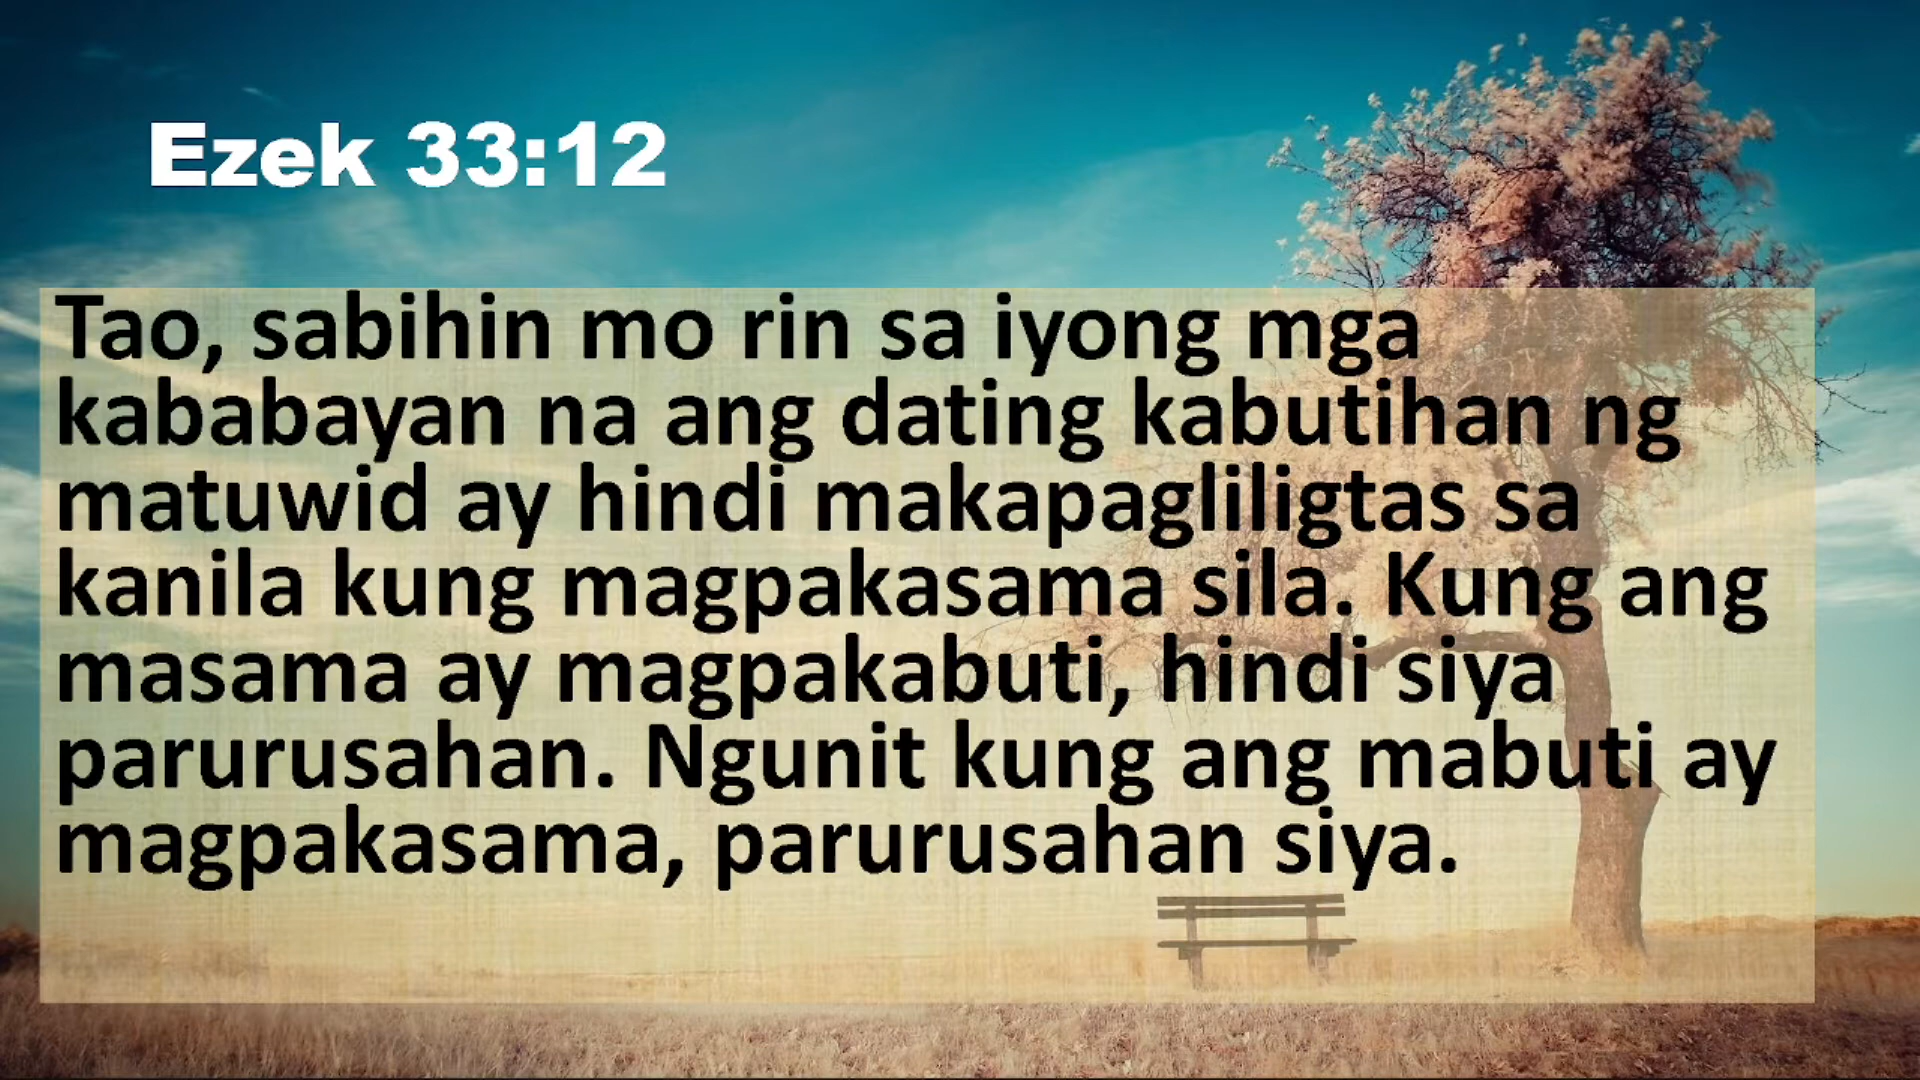 Ezek 33:12
Tao, sabihin mo rin sa iyong mga
kababayan na ang dating kabutihan ng
matuwid ay hindi makapagliligtas sa
kanila kung magpakasama sila. Kung ang
masama ay magpakabuti, hindi siya
parurusahan. Ngunit kung ang mabuti ay
magpakasama, parurusahan siya.